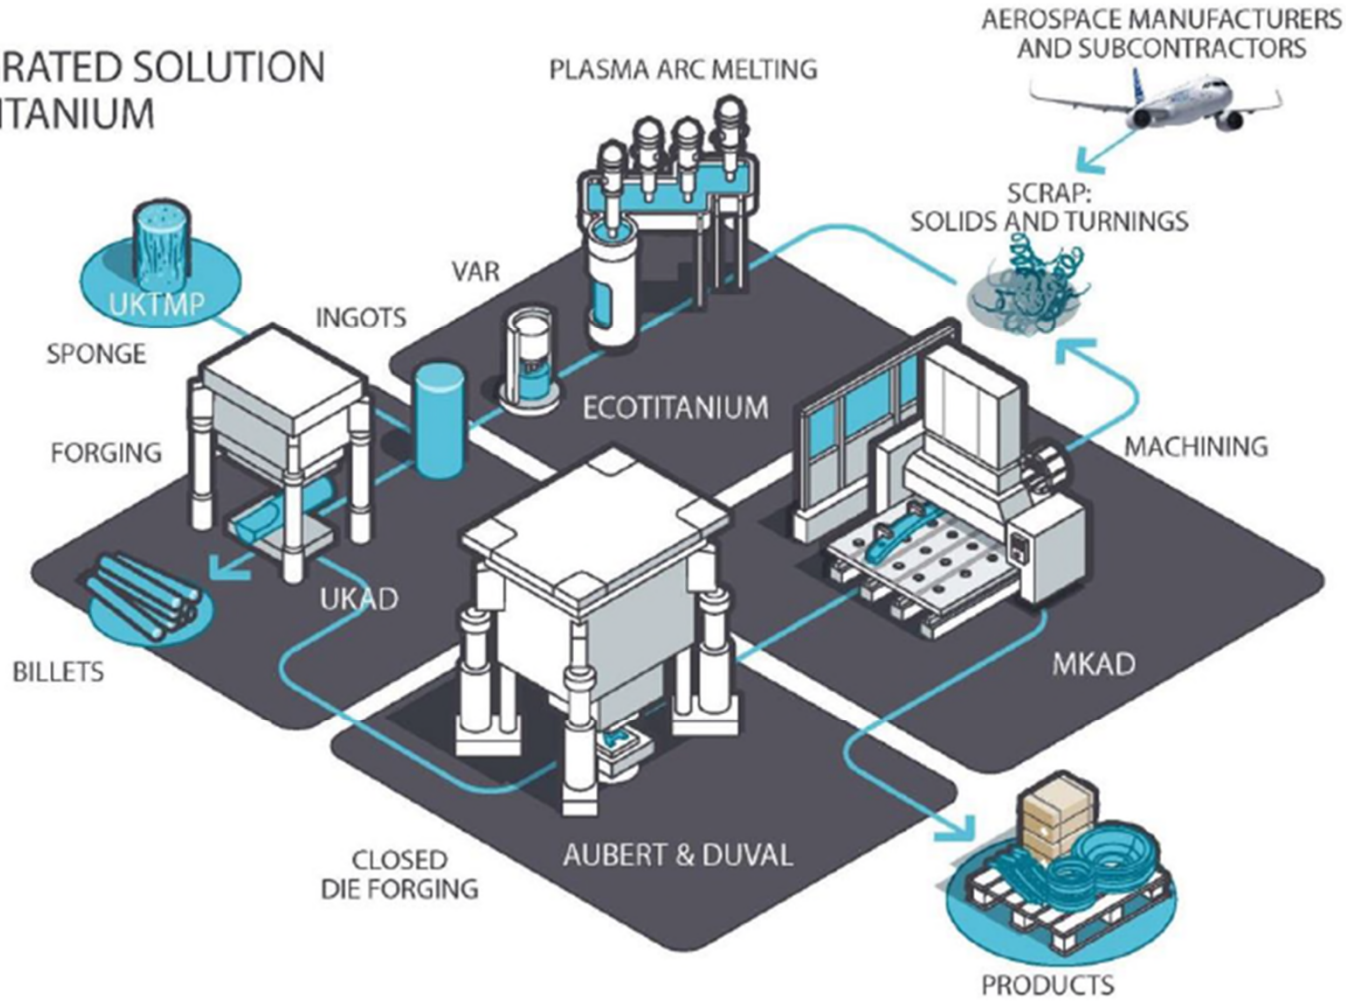 RATED SOLUTION
ITANIUM
PLASMA ARC MELTING
AEROSPACE MANUFACTURERS
AND SUBCONTRACTORS
SCRAP:
SOLIDS AND TURNINGS
VAR
UKTMP
INGOTS
SPONGE
ECOTITANIUM
FORGING
MACHINING
UKAD
BILLETS
MKAD
CLOSED
DIE FORGING
AUBERT & DUVAL
PRODUCTS